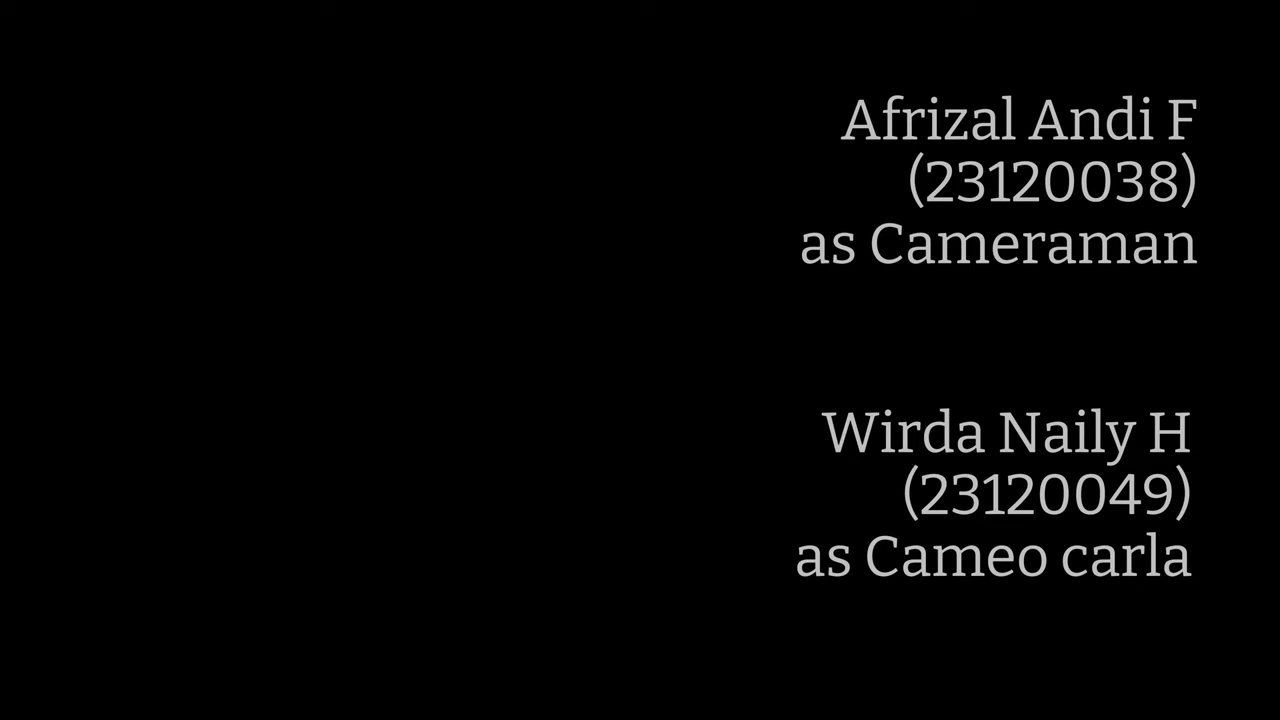 Afrizal Andi F
(23120038)
as Cameraman
Wirda Naily H
(23120049)
as Cameo carla